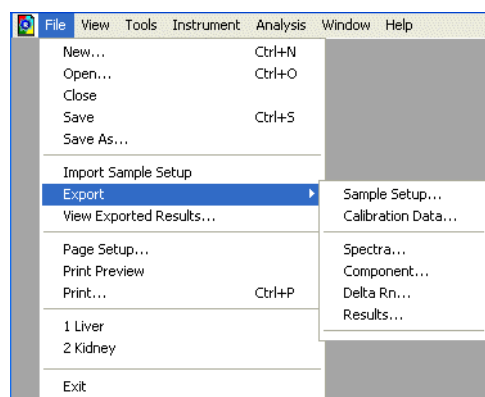 File View Tools Instrument Analysis Window Help
New... Ctrl+N
Open... Ctrl+O
Close
Save Ctrl+S
Save As...
Import Sample Setup
Export
View Exported Results...
Page Setup...
Print Preview
Print... Ctrl+P
1 Liver
2 Kidney
Exit
Sample Setup...
Calibration Data...
Spectra...
Component...
Delta Rn...
Results...